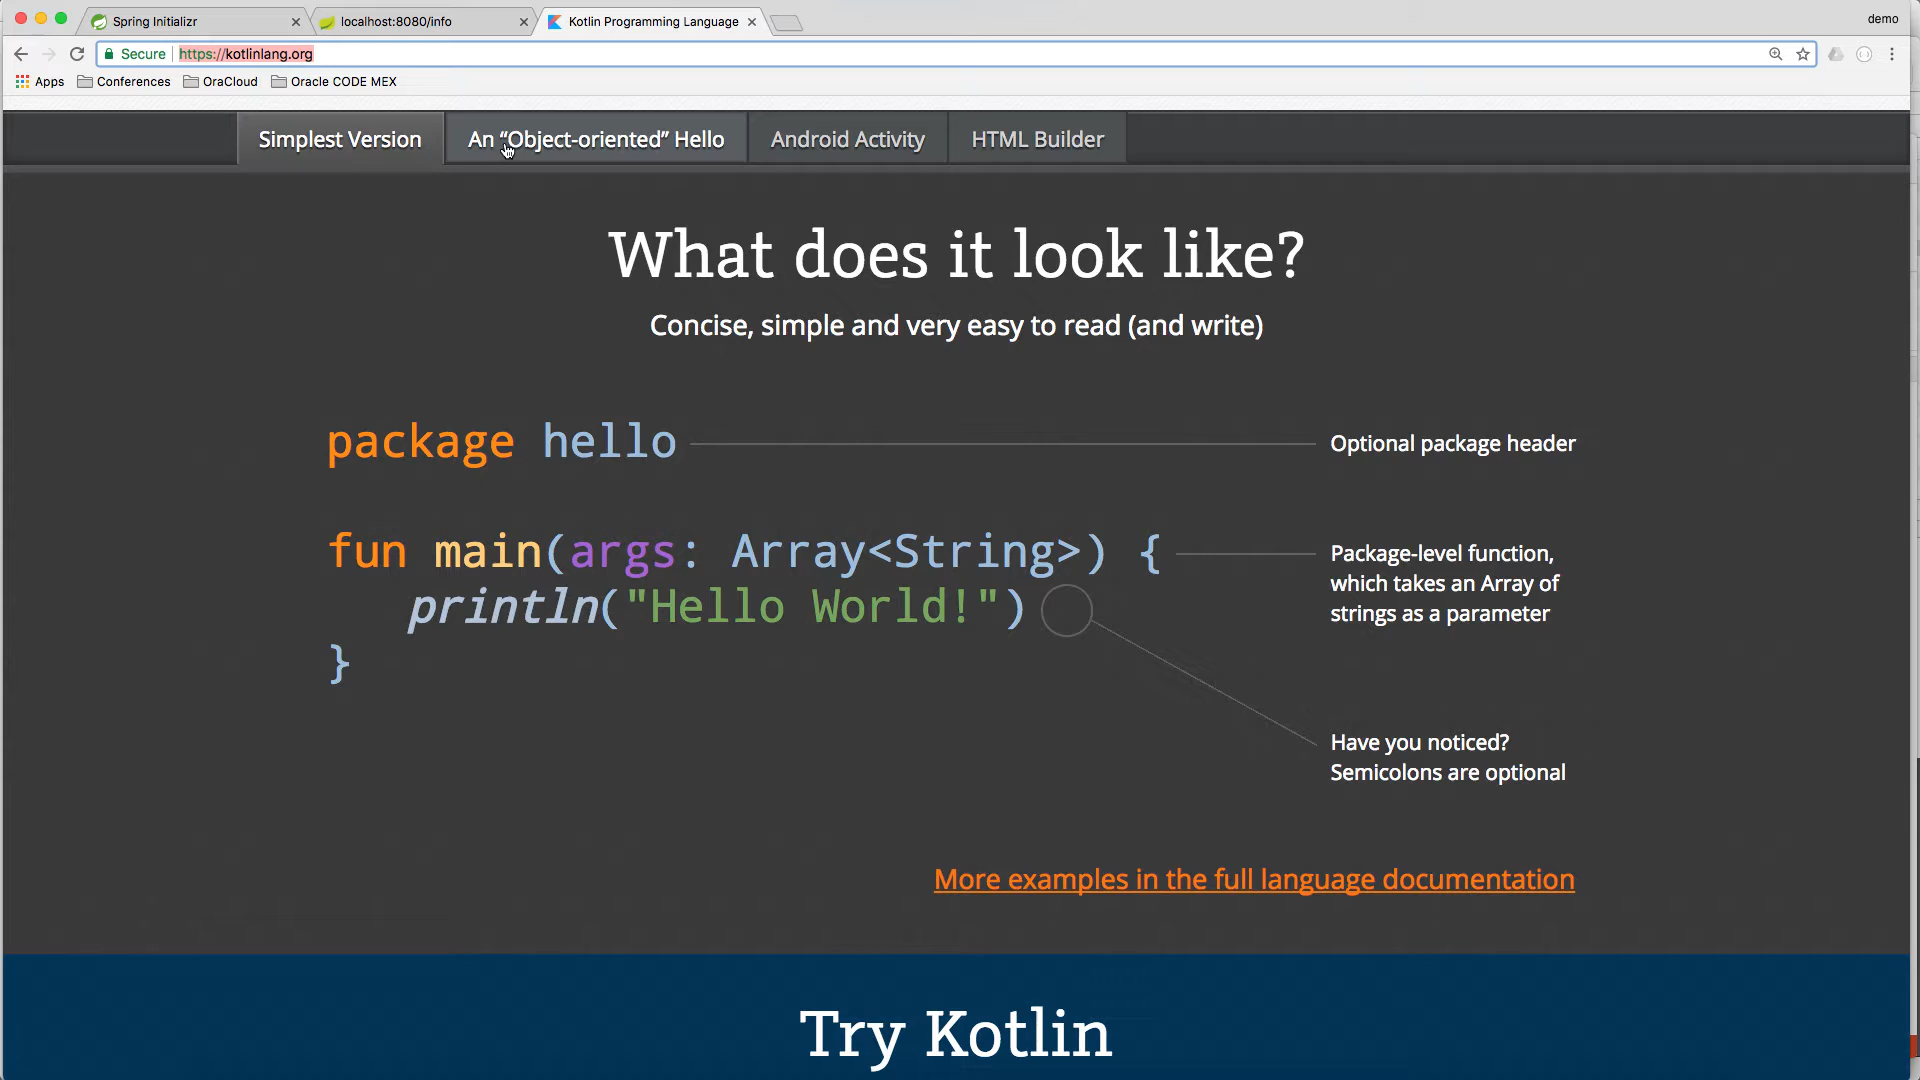 Spring Initializr
localhost:8080/info
Kotlin Programming Language
demo
Secure
https://kotlinlang.org
Apps
Conferences
OraCloud
Oracle CODE MEX
Simplest Version
An “Object-oriented” Hello
Android Activity
HTML Builder
What does it look like?
Concise, simple and very easy to read (and write)
package hello
Optional package header
fun main(args: Array<String>) {
println("Hello World!")
}
Package-level function,
which takes an Array of
strings as a parameter
Have you noticed?
Semicolons are optional
More examples in the full language documentation
Try Kotlin